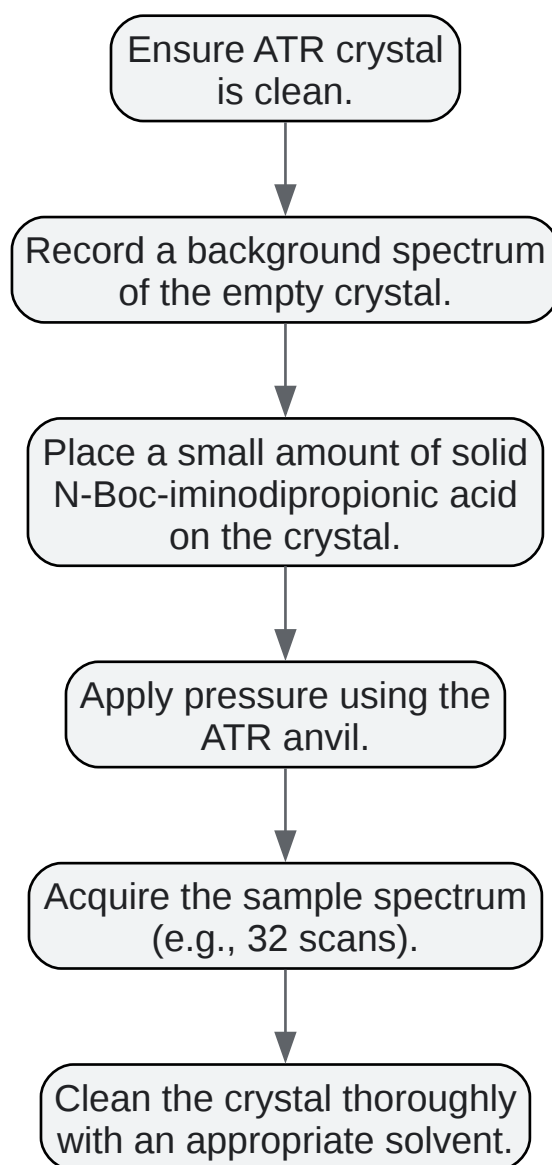 Ensure ATR crystal
is clean.
Record a background spectrum
of the empty crystal.
Place a small amount of solid
N-Boc-iminodipropionic acid
on the crystal.
Apply pressure using the
ATR anvil.
Acquire the sample spectrum
(e.g., 32 scans).
Clean the crystal thoroughly
with an appropriate solvent.